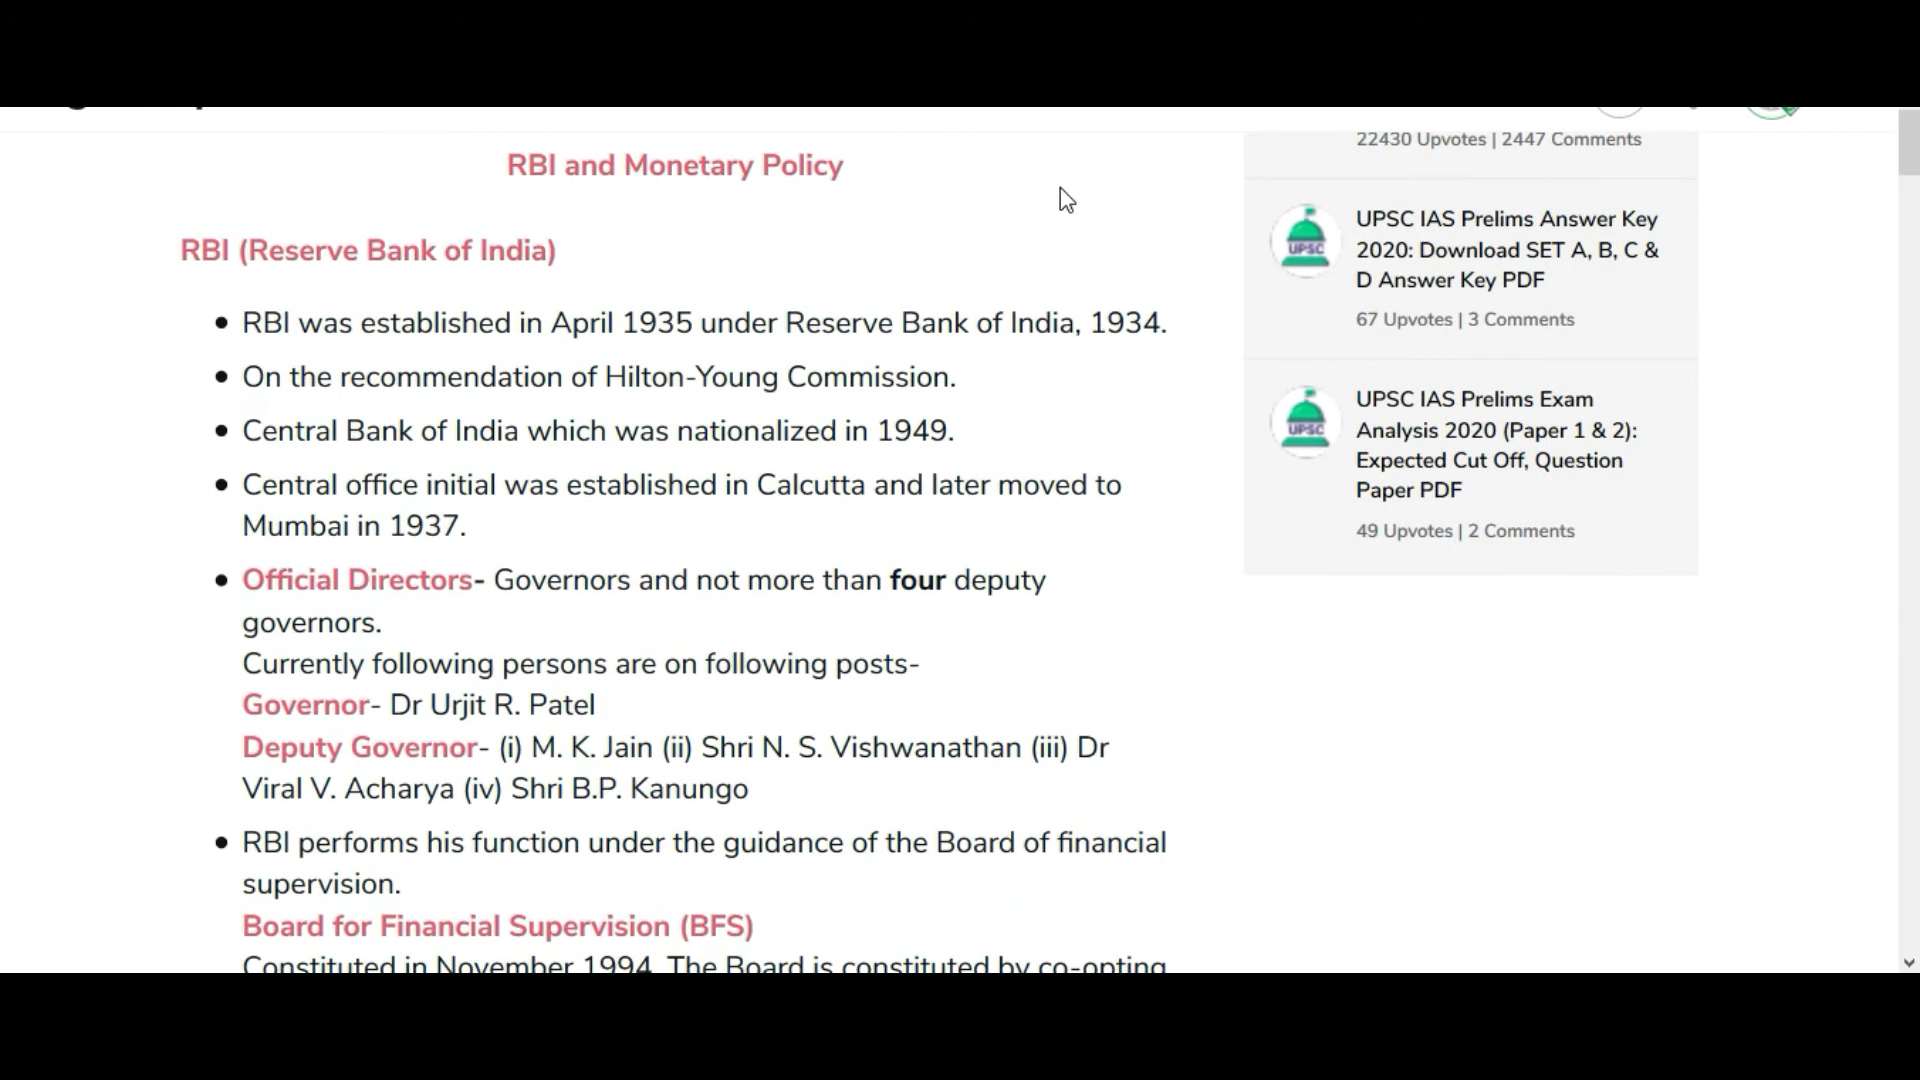 RBI and Monetary Policy
RBI (Reserve Bank of India)
• RBI was established in April 1935 under Reserve Bank of India, 1934.
• On the recommendation of Hilton-Young Commission.
• Central Bank of India which was nationalized in 1949.
• Central office initial was established in Calcutta and later moved to
Mumbai in 1937.
• Official Directors- Governors and not more than four deputy
governors.
Currently following persons are on following posts-
Governor- Dr Urjit R. Patel
Deputy Governor- (i) M. K. Jain (ii) Shri N. S. Vishwanathan (iii) Dr
Viral V. Acharya (iv) Shri B.P. Kanungo
• RBI performs his function under the guidance of the Board of financial
supervision.
Board for Financial Supervision (BFS)
Constituted in November 1994. The Board is constituted by co-opting
22430 Upvotes | 2447 Comments
UPSC
UPSC IAS Prelims Answer Key
2020: Download SET A, B, C &
D Answer Key PDF
67 Upvotes | 3 Comments
UPSC
UPSC IAS Prelims Exam
Analysis 2020 (Paper 1 & 2):
Expected Cut Off, Question
Paper PDF
49 Upvotes | 2 Comments